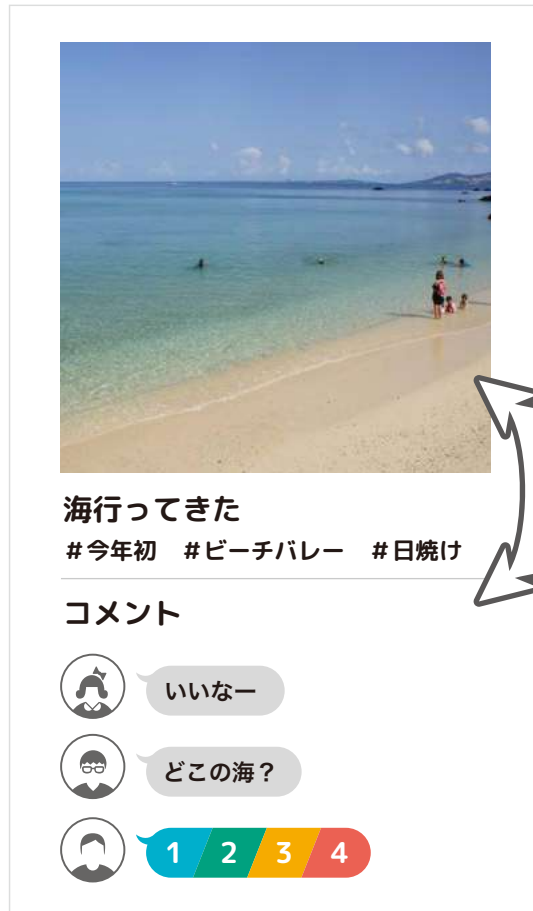 海行ってきた
#今年初 #ビーチバレー #日焼け
コメント
いいなー
どこの海？
1 2 3 4